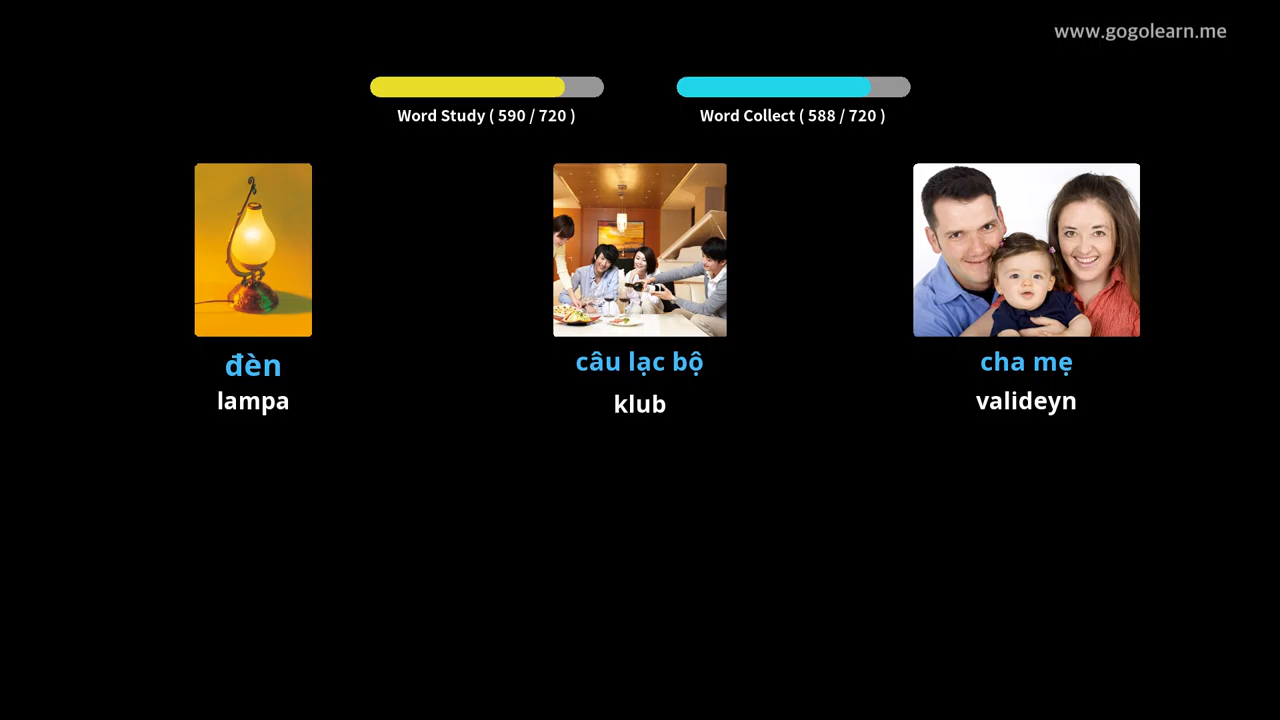 www.gogolearn.me
Word Study ( 590 / 720 )
Word Collect ( 588 / 720 )
đèn
lampa
câu lạc bộ
klub
cha mẹ
valideyn